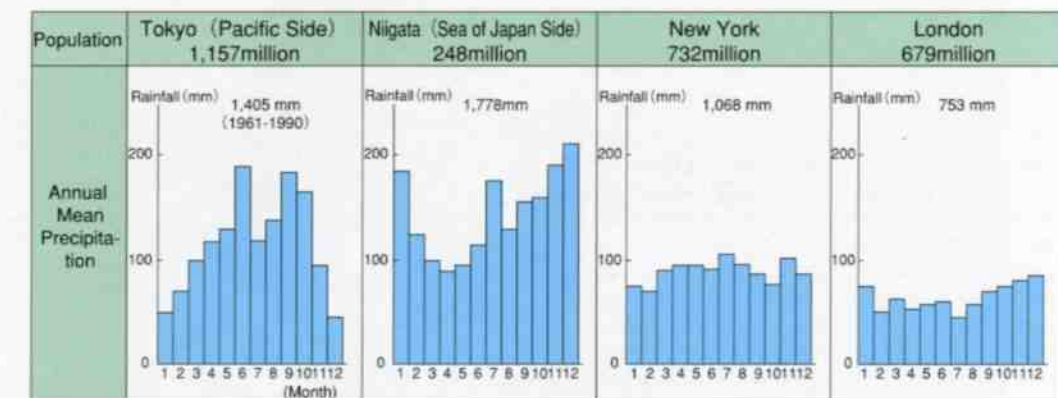 Population
Tokyo (Pacific Side)
1,157million
Niigata (Sea of Japan Side)
248million
New York
732million
London
679million
Annual
Mean
Precipita-
tion
Rainfall (mm)
1,405 mm
(1961-1990)
200
100
0
1 2 3 4 5 6 7 8 9 10 11 12
(Month)
Rainfall (mm)
1,778mm
200
100
0
1 2 3 4 5 6 7 8 9 10 11 12
Rainfall (mm)
1,068 mm
200
100
0
1 2 3 4 5 6 7 8 9 10 11 12
Rainfall (mm)
753 mm
200
100
0
1 2 3 4 5 6 7 8 9 10 11 12